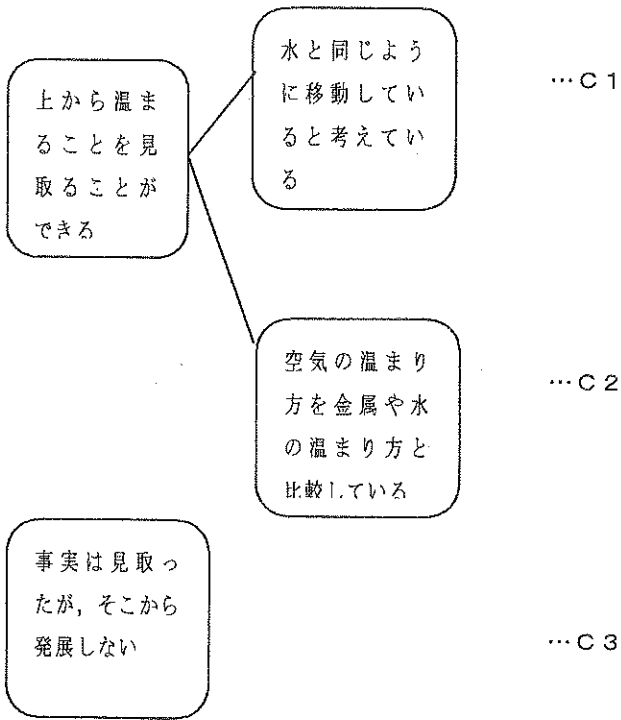 上から温ま
ることを見
取ることが
できる
水と同じよう
に移動してい
ると考えてい
る
…C1
空気の温まり
方を金属や水
の温まり方と
比較している
…C2
事実は見取っ
たが，そこから
発展しない
…C3